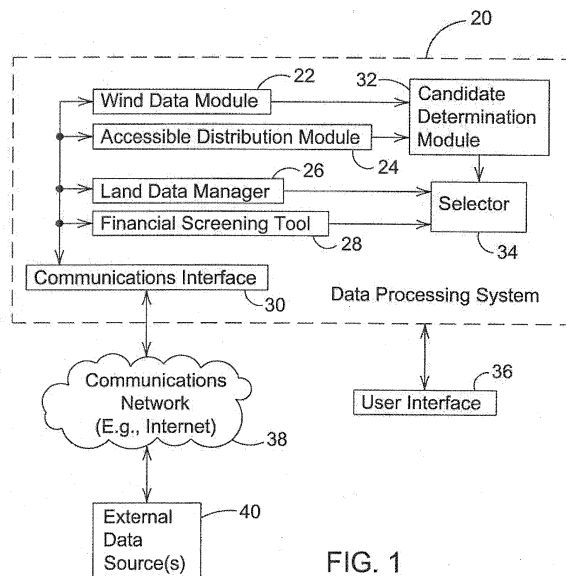 20
22
32
Wind Data Module
Candidate
Determination
Module
Accessible Distribution Module
24
26
Land Data Manager
Selector
Financial Screening Tool
28
34
Communications Interface
30
Data Processing System
Communications
Network
(E.g., Internet)
38
36
User Interface
External
Data
Source(s)
40
FIG. 1